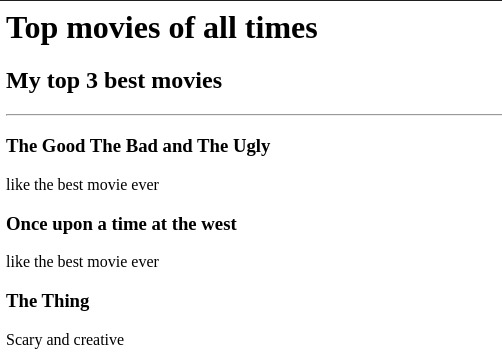 Top movies of all times
My top 3 best movies
The Good The Bad and The Ugly
like the best movie ever
Once upon a time at the west
like the best movie ever
The Thing
Scary and creative